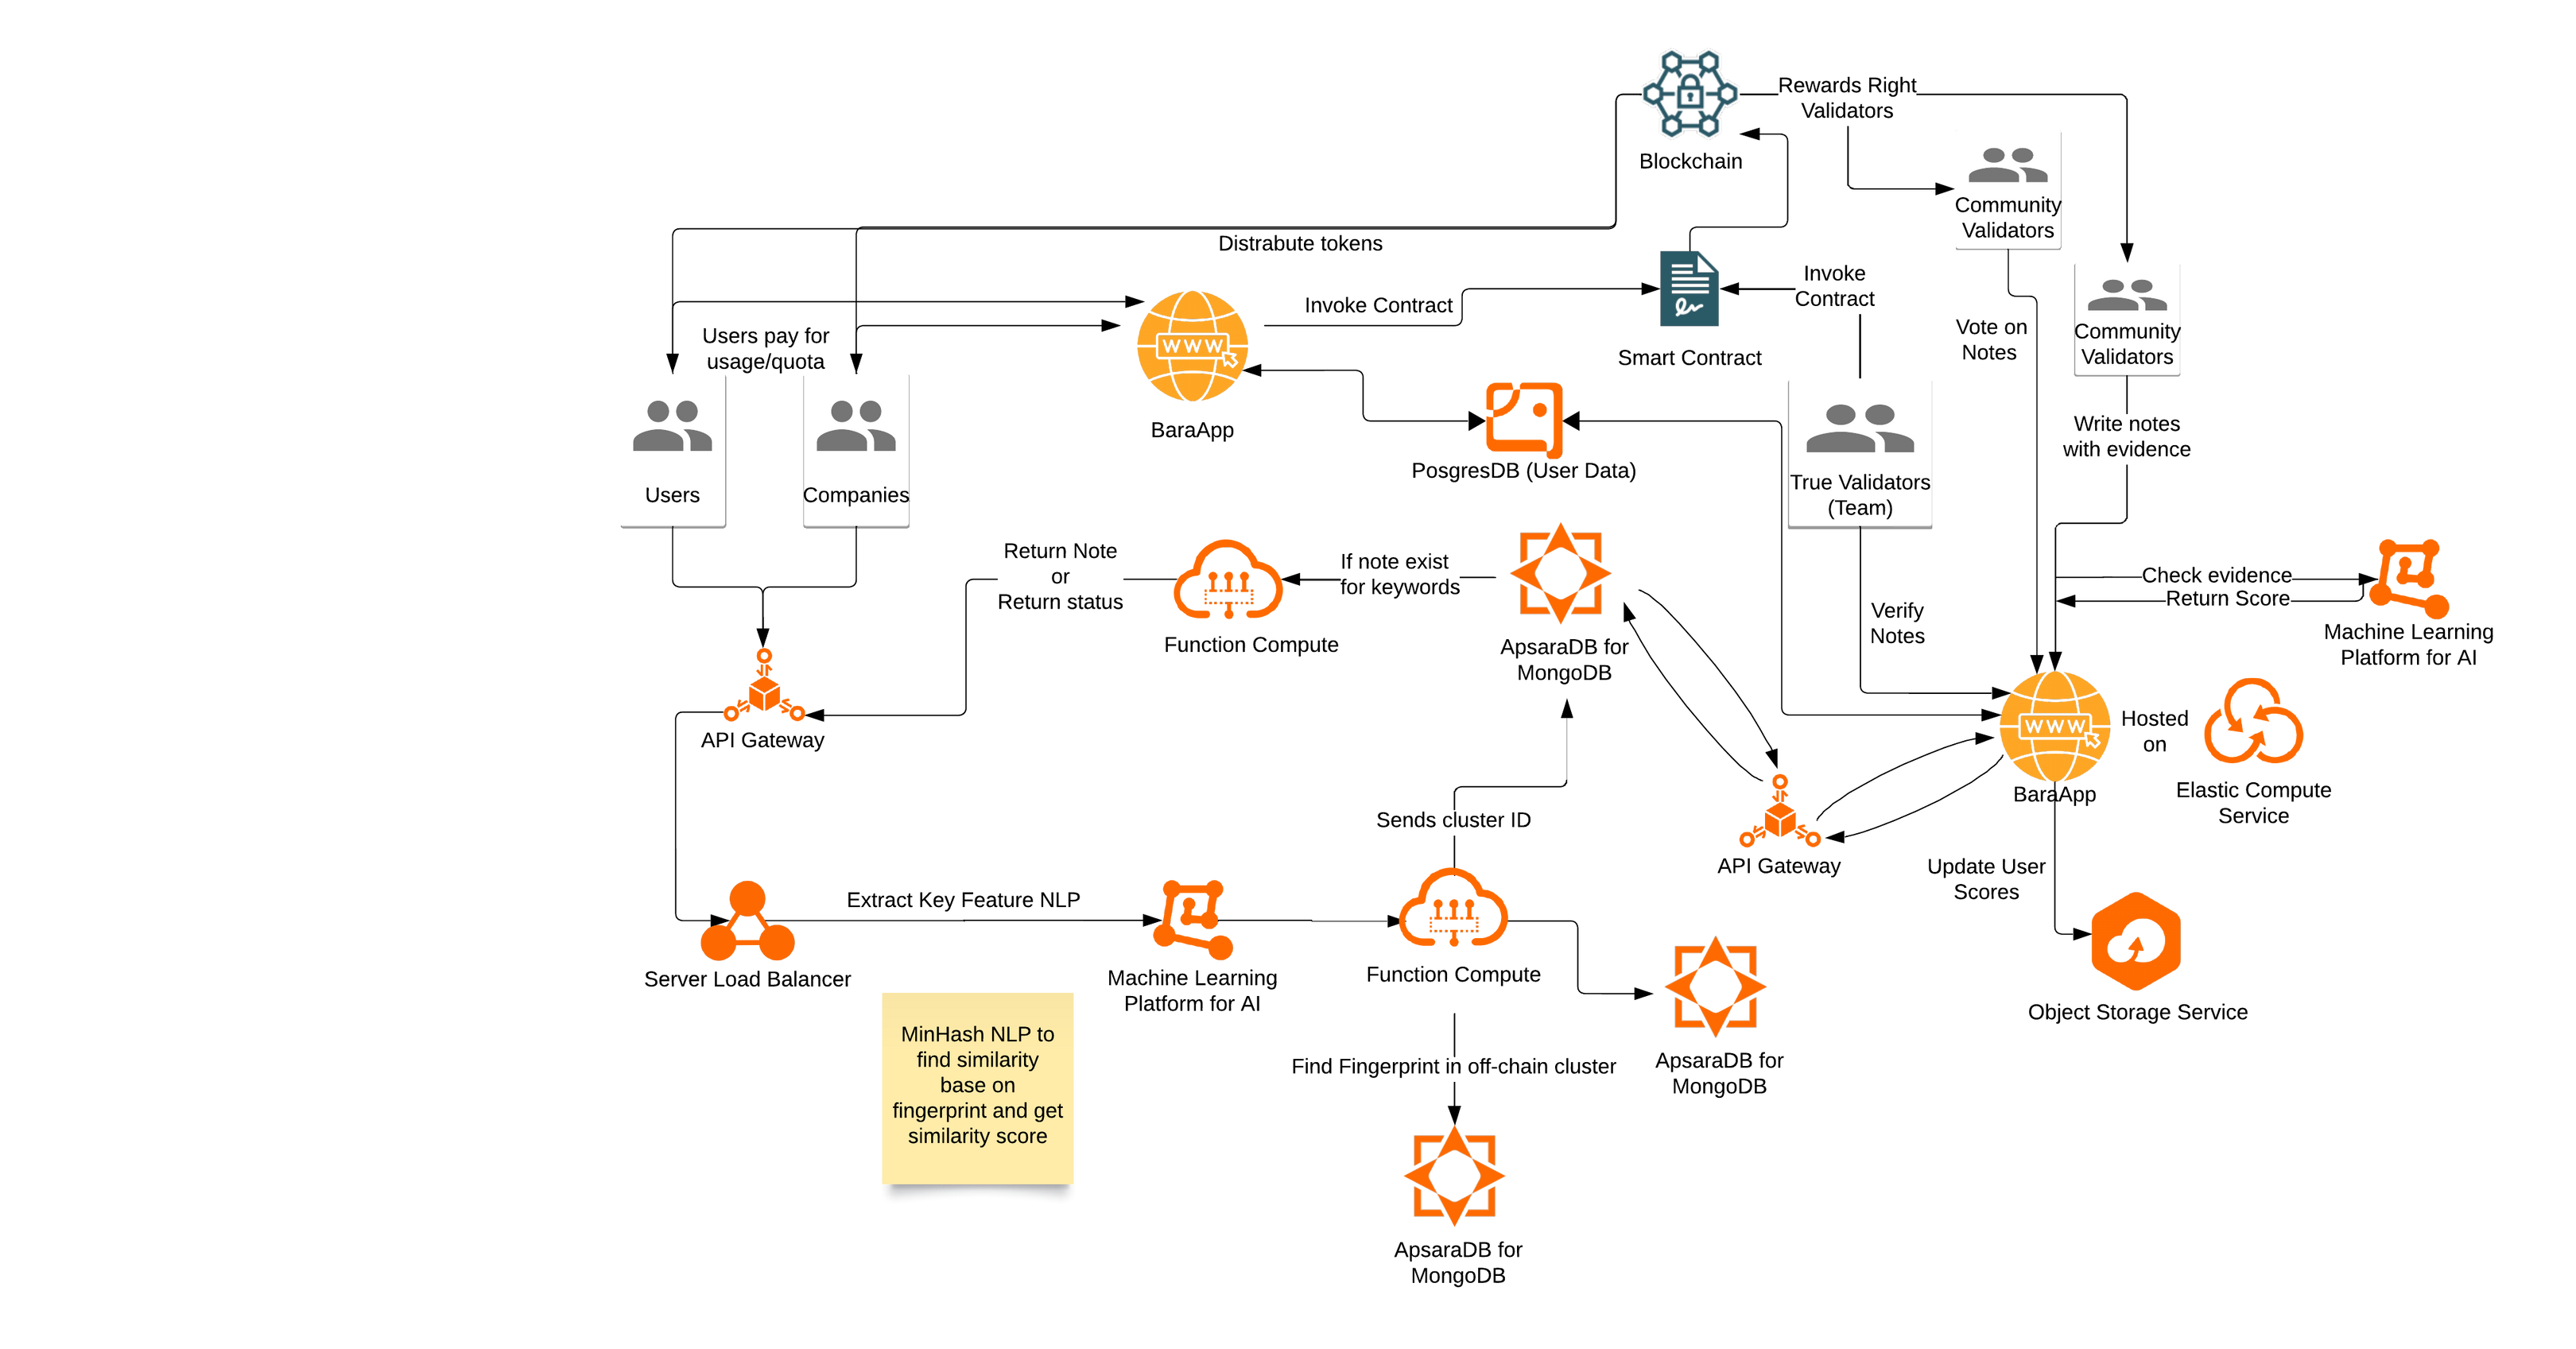 Rewards Right
Validators
Blockchain
Community
Validators
Distrabute tokens
Invoke
Contract
Invoke Contract
Users pay for
usage/quota
Vote on
Notes
Community
Validators
WWW
Smart Contract
BaraApp
Write notes
with evidence
PosgresDB (User Data)
Users
Companies
True Validators
(Team)
Return Note
or
Return status
If note exist
for keywords
Check evidence
Return Score
Verify
Notes
Machine Learning
Platform for AI
Function Compute
ApsaraDB for
MongoDB
API Gateway
WWW
Hosted
on
BaraApp
Elastic Compute
Service
Sends cluster ID
API Gateway
Update User
Scores
Extract Key Feature NLP
Server Load Balancer
Machine Learning
Platform for AI
Function Compute
Object Storage Service
MinHash NLP to
find similarity
base on
fingerprint and get
similarity score
Find Fingerprint in off-chain cluster
ApsaraDB for
MongoDB
ApsaraDB for
MongoDB